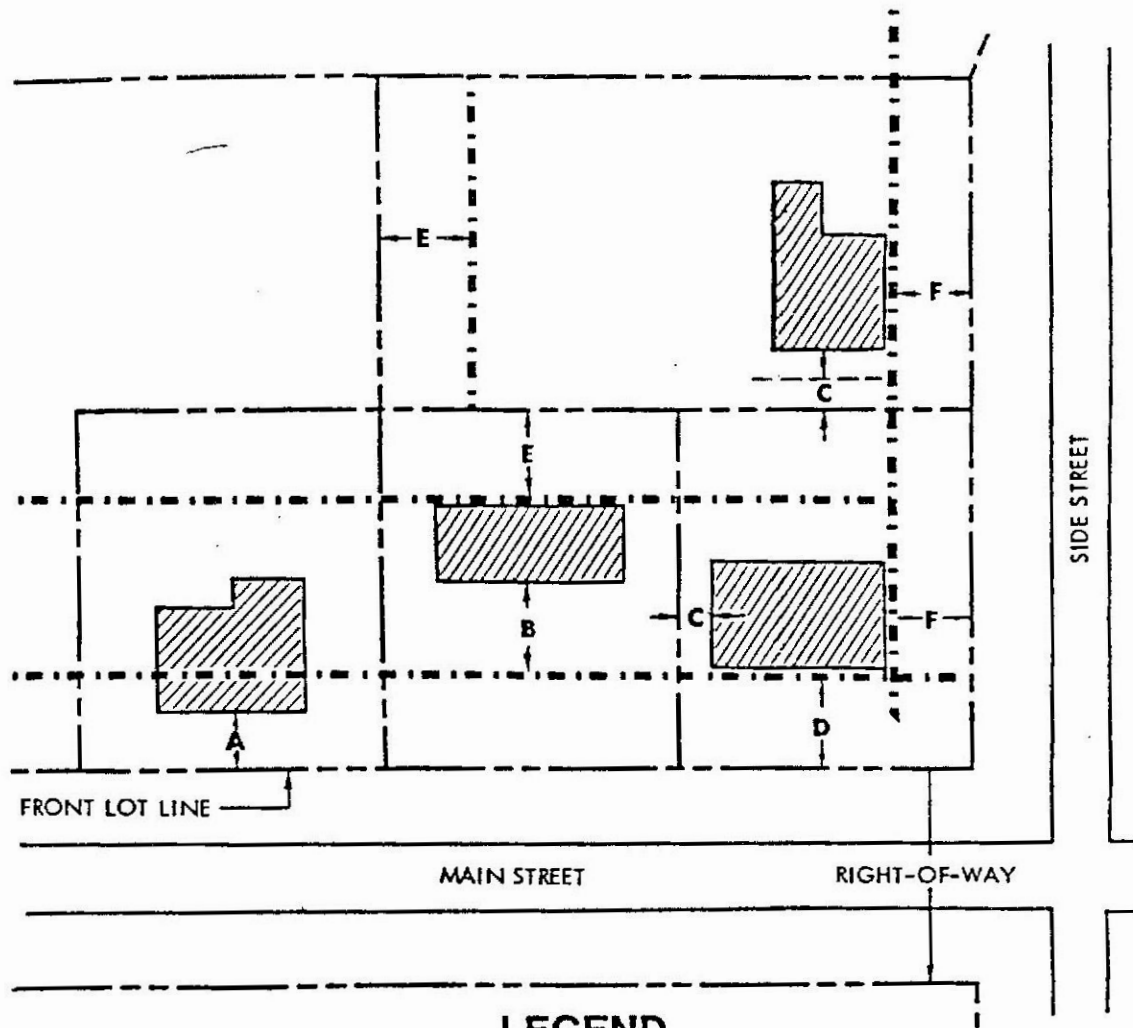 E
F
C
E
SIDE STREET
B
C
F
A
D
FRONT LOT LINE
MAIN STREET
RIGHT-OF-WAY
LEGEND